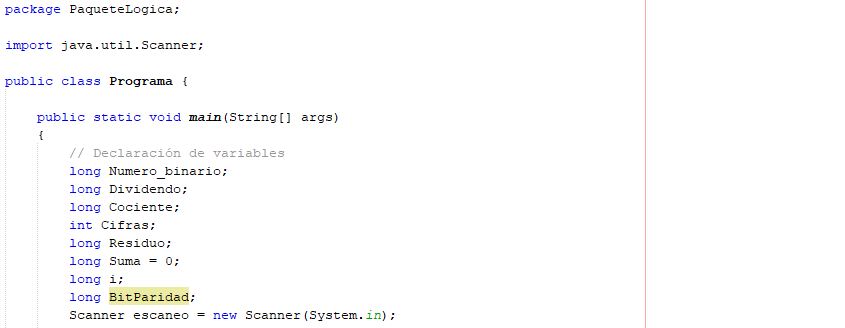 package PaqueteLogica;
import java.util.Scanner;
public class Programa {
public static void main(String[] args)
{
// Declaración de variables
long Numero_binario;
long Dividendo;
long Cociente;
int Cifras;
long Residuo;
long Suma = 0;
long i;
long BitParidad;
Scanner escaneo = new Scanner(System.in);